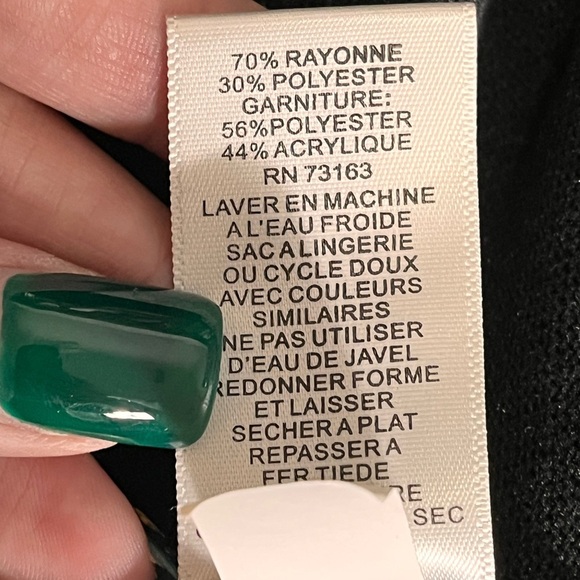 70% RAYONNE
30% POLYESTER
GARNITURE:
56%POLYESTER
44% ACRYLIQUE
RN 73163
LAVER EN MACHINE
A L'EAU FROIDE
SAC A LINGERIE
OU CYCLE DOUX
AVEC COULEURS
SIMILAIRES
NE PAS UTILISER
D'EAU DE JAVEL
REDONNER FORME
ET LAISSER
SECHER A PLAT
REPASSER A
FER TIEDE
SEC